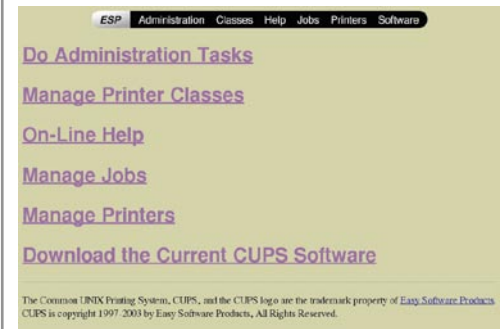 ESP Administration Classes Help Jobs Printers Software
Do Administration Tasks
Manage Printer Classes
On-Line Help
Manage Jobs
Manage Printers
Download the Current CUPS Software
The Common UNIX Printing System, CUPS, and the CUPS logo are the trademark property of Easy Software Products
CUPS is copyright 1997-2003 by Easy Software Products, All Rights Reserved.